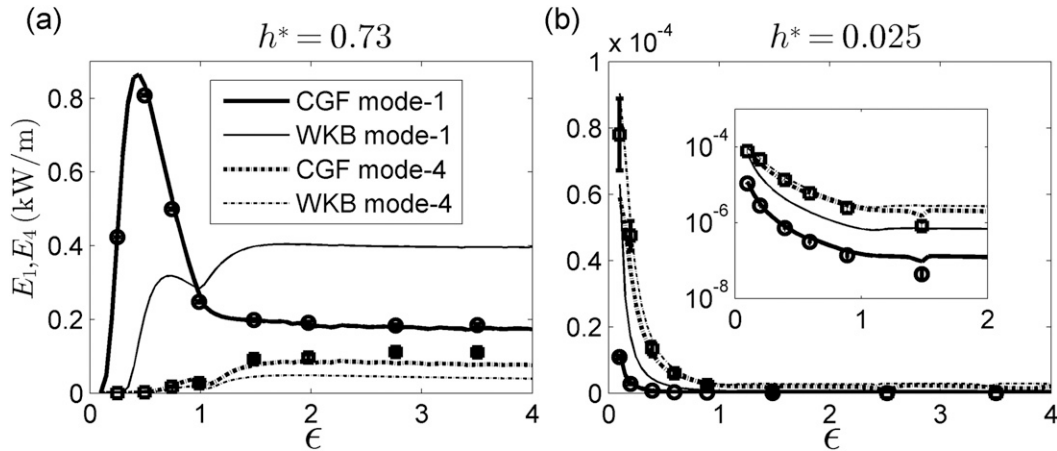 (a)
h* = 0.73
E₁,E₄ (kW/m)
0.8
0.6
0.4
0.2
0
0 1 2 3 4
ϵ
CGF mode-1
WKB mode-1
CGF mode-4
WKB mode-4
(b)
h* = 0.025
x 10⁻⁴
1
0.8
0.6
0.4
0.2
0
0 1 2 3 4
ϵ
10⁻⁴
10⁻⁶
10⁻⁸
0 1 2